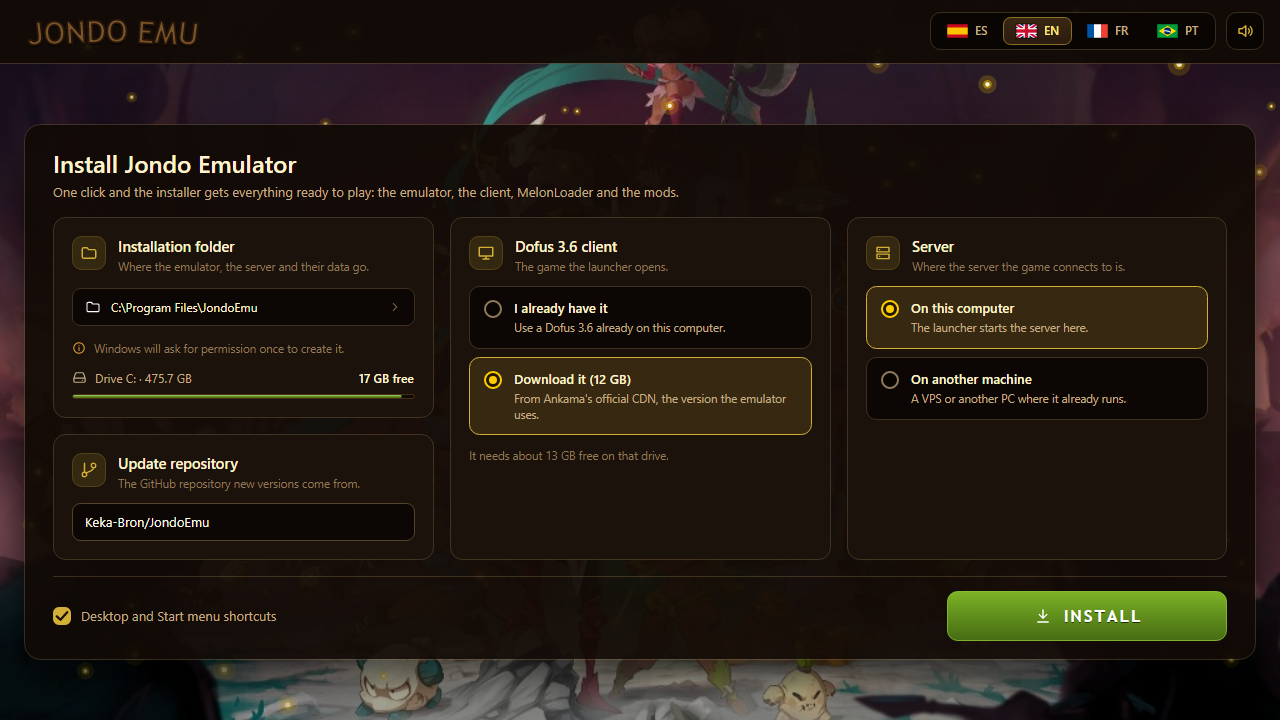 JONDO EMU
ES
EN
FR
PT
Install Jondo Emulator
One click and the installer gets everything ready to play: the emulator, the client, MelonLoader and the mods.
Installation folder
Where the emulator, the server and their data go.
C:\Program Files\JondoEmu
Windows will ask for permission once to create it.
Drive C: · 475.7 GB
17 GB free
Update repository
The GitHub repository new versions come from.
Keka-Bron/JondoEmu
Dofus 3.6 client
The game the launcher opens.
I already have it
Use a Dofus 3.6 already on this computer.
Download it (12 GB)
From Ankama's official CDN, the version the emulator
uses.
It needs about 13 GB free on that drive.
Server
Where the server the game connects to is.
On this computer
The launcher starts the server here.
On another machine
A VPS or another PC where it already runs.
Desktop and Start menu shortcuts
INSTALL